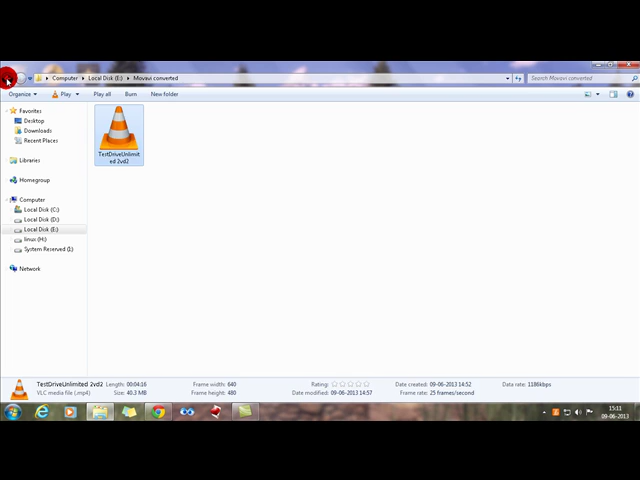 Computer ▸ Local Disk (E:) ▸ Movavi converted
Search Movavi converted
Organize Play Play all Burn New folder
Favorites
Desktop
Downloads
Recent Places
Libraries
Homegroup
Computer
Local Disk (C:)
Local Disk (D:)
Local Disk (E:)
linux (H:)
System Reserved (I:)
Network
TestDriveUnlimit
ed 2vd2
TestDriveUnlimited 2vd2 Length: 00:04:16 Frame width: 640 Rating: Date created: 09-06-2013 14:52 Data rate: 1186kbps
VLC media file (.mp4) Size: 40.3 MB Frame height: 480 Date modified: 09-06-2013 14:57 Frame rate: 25 frames/second
15:11
09-06-2013